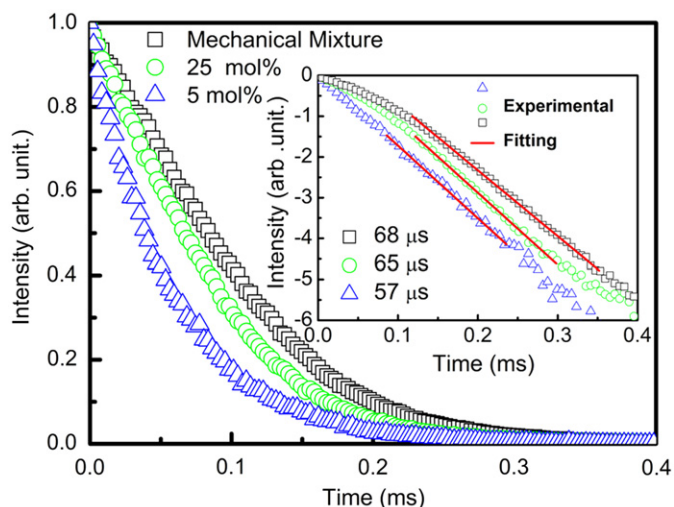 1.0
0.8
0.6
0.4
0.2
0.0
Intensity (arb. unit.)
Mechanical Mixture
25 mol%
5 mol%
0
-1
-2
-3
-4
-5
-6
Intensity (arb .unit.)
Experimental
Fitting
68 μs
65 μs
57 μs
0.0 0.1 0.2 0.3 0.4
Time (ms)
0.0 0.1 0.2 0.3 0.4
Time (ms)